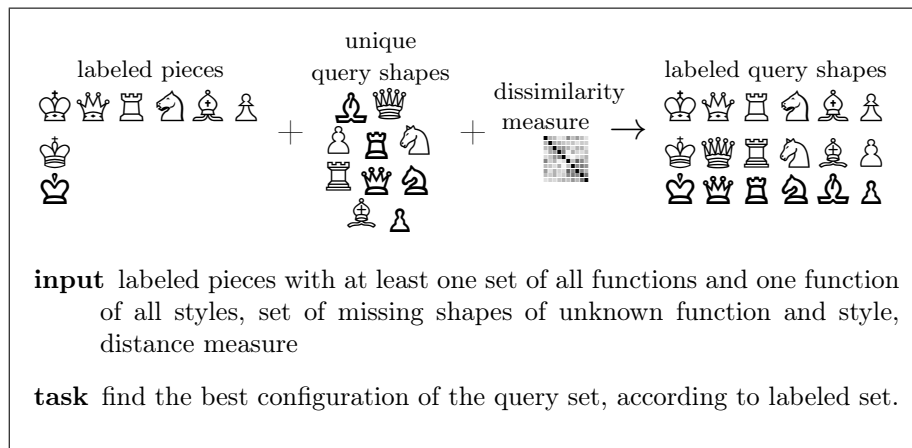 labeled pieces
unique
query shapes
dissimilarity
measure
labeled query shapes
+ + →
input labeled pieces with at least one set of all functions and one function
of all styles, set of missing shapes of unknown function and style,
distance measure
task find the best configuration of the query set, according to labeled set.